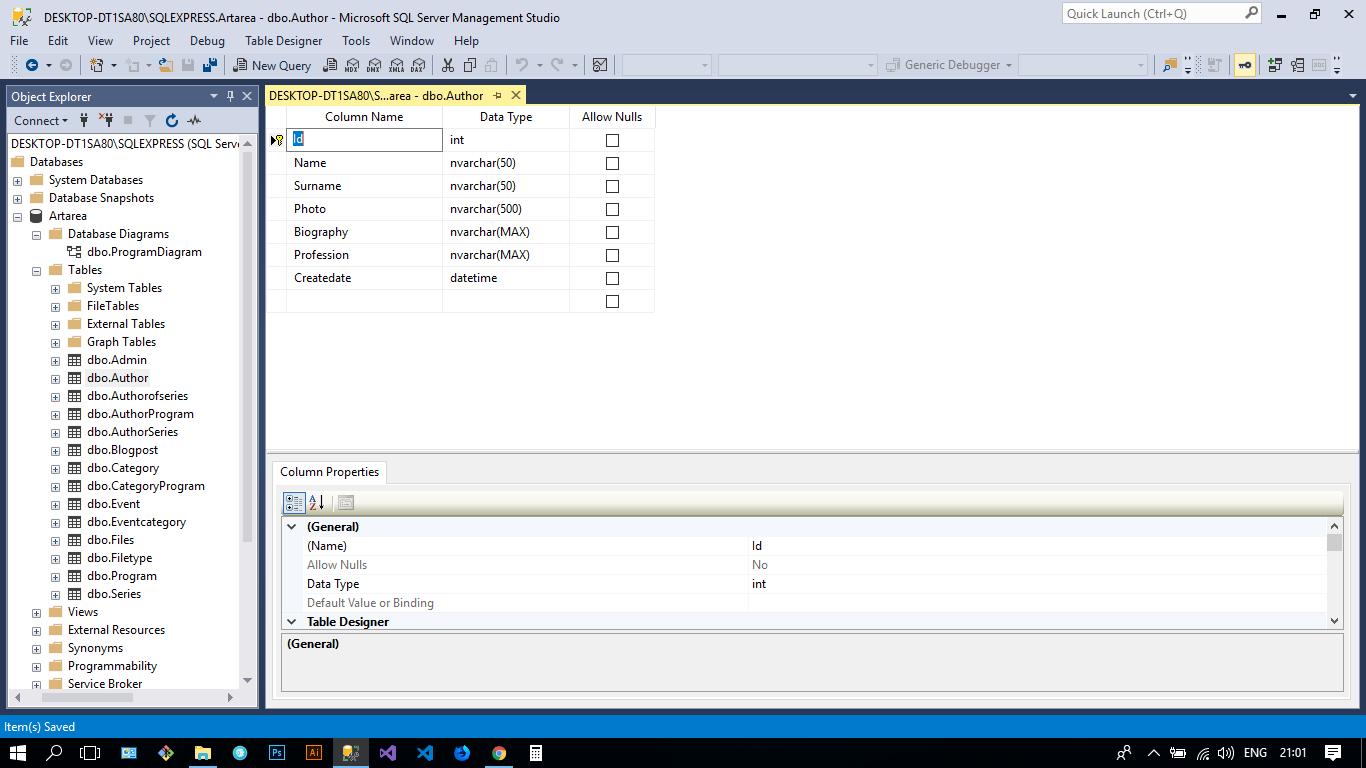 DESKTOP-DT1SA80\SQLEXPRESS.Artarea - dbo.Author - Microsoft SQL Server Management Studio
Quick Launch (Ctrl+Q)
File Edit View Project Debug Table Designer Tools Window Help
New Query MDX DMX XMLA DAX Generic Debugger
Object Explorer
DESKTOP-DT1SA80\S...area - dbo.Author
Connect
DESKTOP-DT1SA80\SQLEXPRESS (SQL Serve
Databases
System Databases
Database Snapshots
Artarea
Database Diagrams
dbo.ProgramDiagram
Tables
System Tables
FileTables
External Tables
Graph Tables
dbo.Admin
dbo.Author
dbo.Authorofseries
dbo.AuthorProgram
dbo.AuthorSeries
dbo.Blogpost
dbo.Category
dbo.CategoryProgram
dbo.Event
dbo.Eventcategory
dbo.Files
dbo.Filetype
dbo.Program
dbo.Series
Views
External Resources
Synonyms
Programmability
Service Broker
Column Name Data Type Allow Nulls
Id int
Name nvarchar(50)
Surname nvarchar(50)
Photo nvarchar(500)
Biography nvarchar(MAX)
Profession nvarchar(MAX)
Createdate datetime
Column Properties
A Z
(General)
(Name) Id
Allow Nulls No
Data Type int
Default Value or Binding
Table Designer
(General)
Item(s) Saved
Ps Ai ENG 21:01